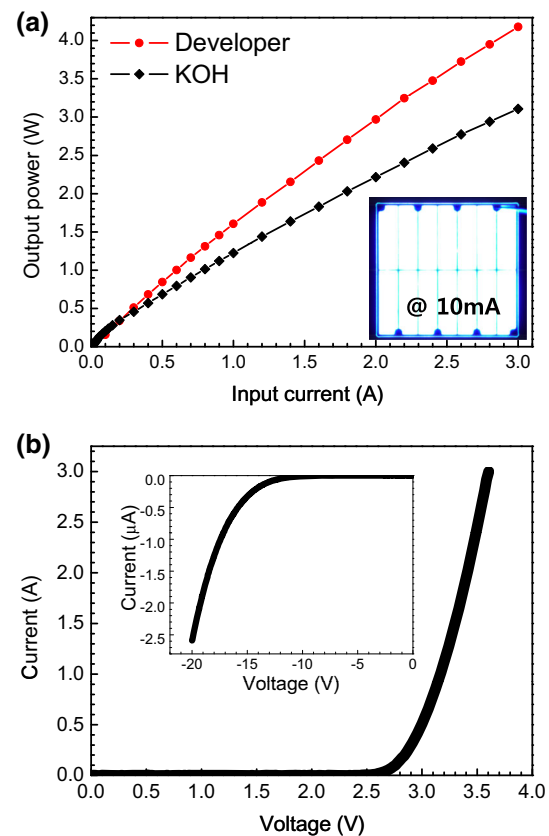 (a)
4.0
3.5
3.0
2.5
2.0
1.5
1.0
0.5
0.0
Output power (W)
Developer
KOH
@ 10mA
0.0 0.5 1.0 1.5 2.0 2.5 3.0
Input current (A)
(b)
3.0
2.5
2.0
1.5
1.0
0.5
0.0
Current (A)
0.0
-0.5
-1.0
-1.5
-2.0
-2.5
Current (μA)
-20 -15 -10 -5 0
Voltage (V)
0.0 0.5 1.0 1.5 2.0 2.5 3.0 3.5 4.0
Voltage (V)